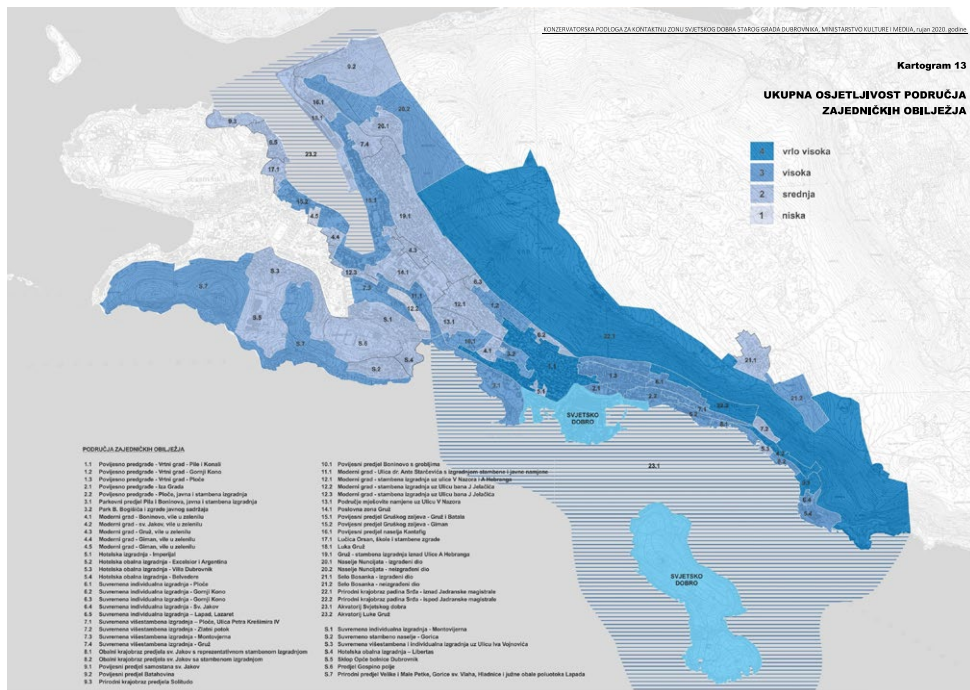 KONZERVATORSKA PODLOGA ZA KONTAKTNU ZONU SVJETSKOG DOBRA STAROG GRADA DUBROVNIKA, MINISTARSTVO KULTURE I MEDIJA, rujan 2020. godine.
Kartogram 13
UKUPNA OSJETLJIVOST PODRUČJA
ZAJEDNIČKIH OBILJEŽJA
4 vrlo visoka
3 visoka
2 srednja
1 niska
SVJETSKO
DOBRO
23.1
23.2
SVJETSKO
DOBRO
PODRUČJA ZAJEDNIČKIH OBILJEŽJA
1.1 Povijesno predgrađe - Vrtni grad - Pile i Konali
1.2 Povijesno predgrađe - Vrtni grad - Gornji Kono
1.3 Povijesno predgrađe - Vrtni grad - Ploče
2.1 Povijesno predgrađe - Iza Grada
2.2 Povijesno predgrađe - Ploče, javna i stambena izgradnja
3.1 Parkovni predjel Pila i Boninovo, javna i stambena izgradnja
3.2 Park B. Bogišića i zgrade javnog sadržaja
4.1 Moderni grad - Boninovo, vile u zelenilu
4.2 Moderni grad - sv. Jakov, vile u zelenilu
4.3 Moderni grad - Gruž, vile u zelenilu
4.4 Moderni grad - Giman, vile u zelenilu
4.5 Moderni grad - Giman, vile u zelenilu
5.1 Hotelska izgradnja - Imperijal
5.2 Hotelska obalna izgradnja - Excelsior i Argentina
5.3 Hotelska obalna izgradnja - Villa Dubrovnik
5.4 Hotelska obalna izgradnja - Belvedere
6.1 Suvremena individualna izgradnja - Ploče
6.2 Suvremena individualna izgradnja - Gornji Kono
6.3 Suvremena individualna izgradnja - Gornji Kono
6.4 Suvremena individualna izgradnja - Sv. Jakov
6.5 Suvremena individualna izgradnja - Lapad, Lazaret
7.1 Suvremena višestambena izgradnja - Ploče, Ulica Petra Krešimira IV
7.2 Suvremena višestambena izgradnja - Zlatni potok
7.3 Suvremena višestambena izgradnja - Montovjerna
7.4 Suvremena višestambena izgradnja - Gruž
8.1 Obalni krajobraz predjela sv. Jakov s reprezentativnom stambenom izgradnjom
8.2 Obalni krajobraz predjela sv. Jakov sa stambenom izgradnjom
9.1 Povijesni predjel samostana sv. Jakov
9.2 Povijesni predjel Batahovina
9.3 Prirodni krajobraz predjela Solitudo
10.1 Povijesni predjel Boninovo s grobljima
11.1 Moderni grad - Ulica dr. Ante Starčevića s izgradnjom stambene i javne namjene
12.1 Moderni grad - stambena izgradnja uz ulice V Nazora i A Hebranga
12.2 Moderni grad - stambena izgradnja uz Ulicu bana J Jelačića
12.3 Moderni grad - stambena izgradnja uz Ulicu bana J Jelačića
13.1 Područje mješovite namjene uz Ulicu V Nazora
14.1 Poslovna zona Gruž
15.1 Povijesni predjel Gruškog zaljeva - Gruž i Batala
15.2 Povijesni predjel Gruškog zaljeva - Giman
16.1 Povijesni predjel naselja Kantafig
17.1 Lučica Orsan, škole i stambene zgrade
18.1 Luka Gruž
19.1 Gruž - stambena izgradnja iznad Ulice A Hebranga
20.1 Naselje Nuncijata - izgrađeni dio
20.2 Naselje Nuncijata - neizgrađeni dio
21.1 Selo Bosanka - izgrađeni dio
21.2 Selo Bosanka - neizgrađeni dio
22.1 Prirodni krajobraz padina Srđa - iznad Jadranske magistrale
22.2 Prirodni krajobraz padina Srđa - ispod Jadranske magistrale
23.1 Akvatorij Svjetskog dobra
23.2 Akvatorij Luke Gruž
S.1 Suvremena individualna izgradnja - Montovijerna
S.2 Suvremeno stambeno naselje - Gorica
S.3 Suvremena višestambena i individualna izgradnja uz Ulicu Iva Vojnovića
S.4 Hotelska obalna izgradnja - Libertas
S.5 Sklop Opće bolnice Dubrovnik
S.6 Predjel Gospino polje
S.7 Prirodni predjel Velike i Male Petke, Gorice sv. Vlaha, Hladnice i južne obale poluotoka Lapada